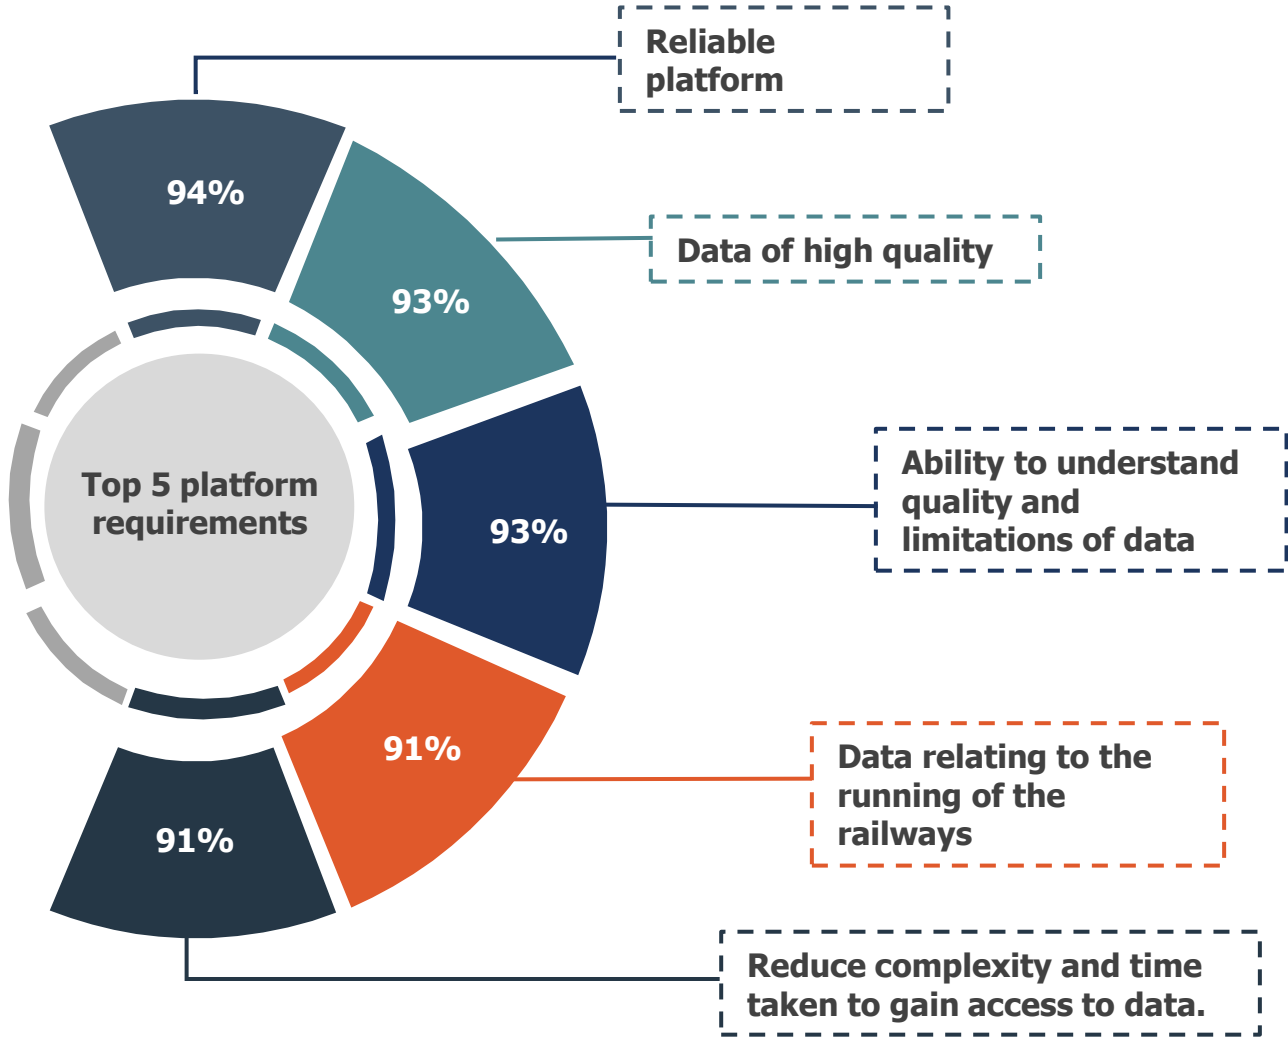 Reliable
platform
94%
Data of high quality
93%
Top 5 platform
requirements
Ability to understand
quality and
limitations of data
93%
Data relating to the
running of the
railways
91%
91%
Reduce complexity and time
taken to gain access to data.